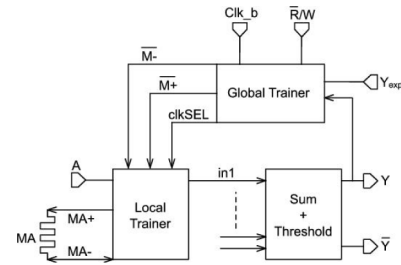 Clk_b
R̅/W
M̅-
M̅+
Global Trainer
Yexp
clkSEL
A
in1
Y
MA+
MA
MA-
Local
Trainer
Sum
+
Threshold
Y̅